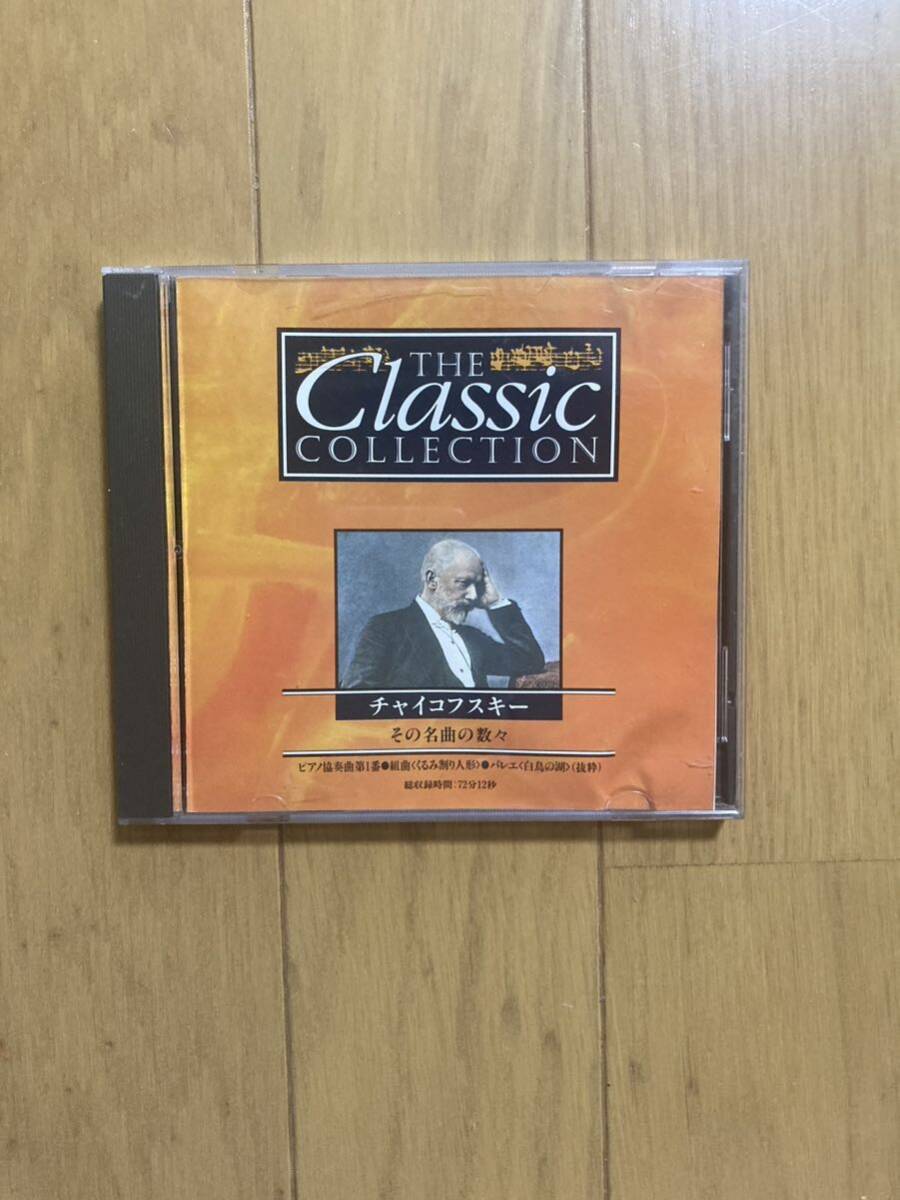 THE
Classic
COLLECTION
チャイコフスキー
その名曲の数々
ピアノ協奏曲第1番●組曲〈くるみ割り人形〉●バレエ〈白鳥の湖〉(抜粋)
総収録時間:72分12秒